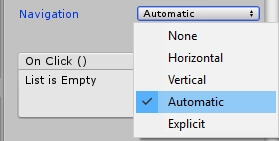 Navigation Automatic
None
Horizontal
On Click ()
Vertical
List is Empty
Automatic
Explicit